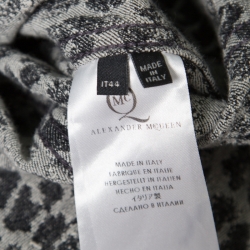 IT44
MADE IN
ITALY
McQ
ALEXANDER McQUEEN
MADE IN ITALY
FABRIQUÉ EN ITALIE
HERGESTELLT IN ITALIEN
HECHO EN ITALIA
イタリア製
СДЕЛАНО В ИТАЛИИ